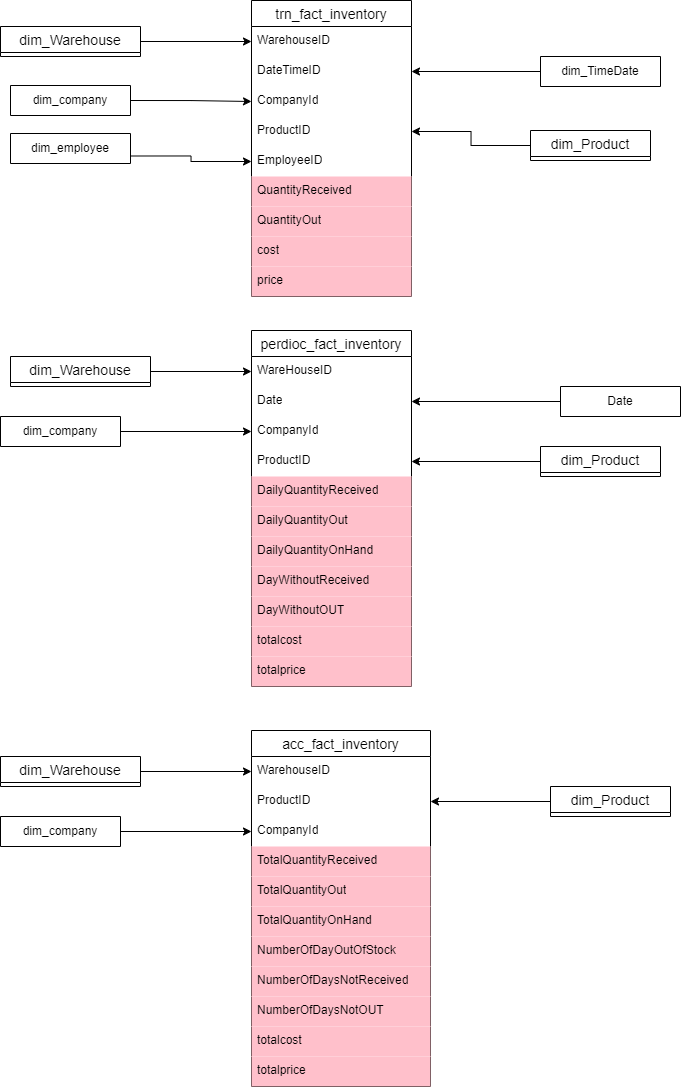 trn_fact_inventory
dim_Warehouse
WarehouseID
DateTimeID
dim_TimeDate
dim_company
CompanyId
ProductID
dim_Product
dim_employee
EmployeeID
QuantityReceived
QuantityOut
cost
price
perdioc_fact_inventory
dim_Warehouse
WareHouseID
Date
Date
dim_company
CompanyId
ProductID
dim_Product
DailyQuantityReceived
DailyQuantityOut
DailyQuantityOnHand
DayWithoutReceived
DayWithoutOUT
totalcost
totalprice
acc_fact_inventory
dim_Warehouse
WarehouseID
ProductID
dim_Product
dim_company
CompanyId
TotalQuantityReceived
TotalQuantityOut
TotalQuantityOnHand
NumberOfDayOutOfStock
NumberOfDaysNotReceived
NumberOfDaysNotOUT
totalcost
totalprice